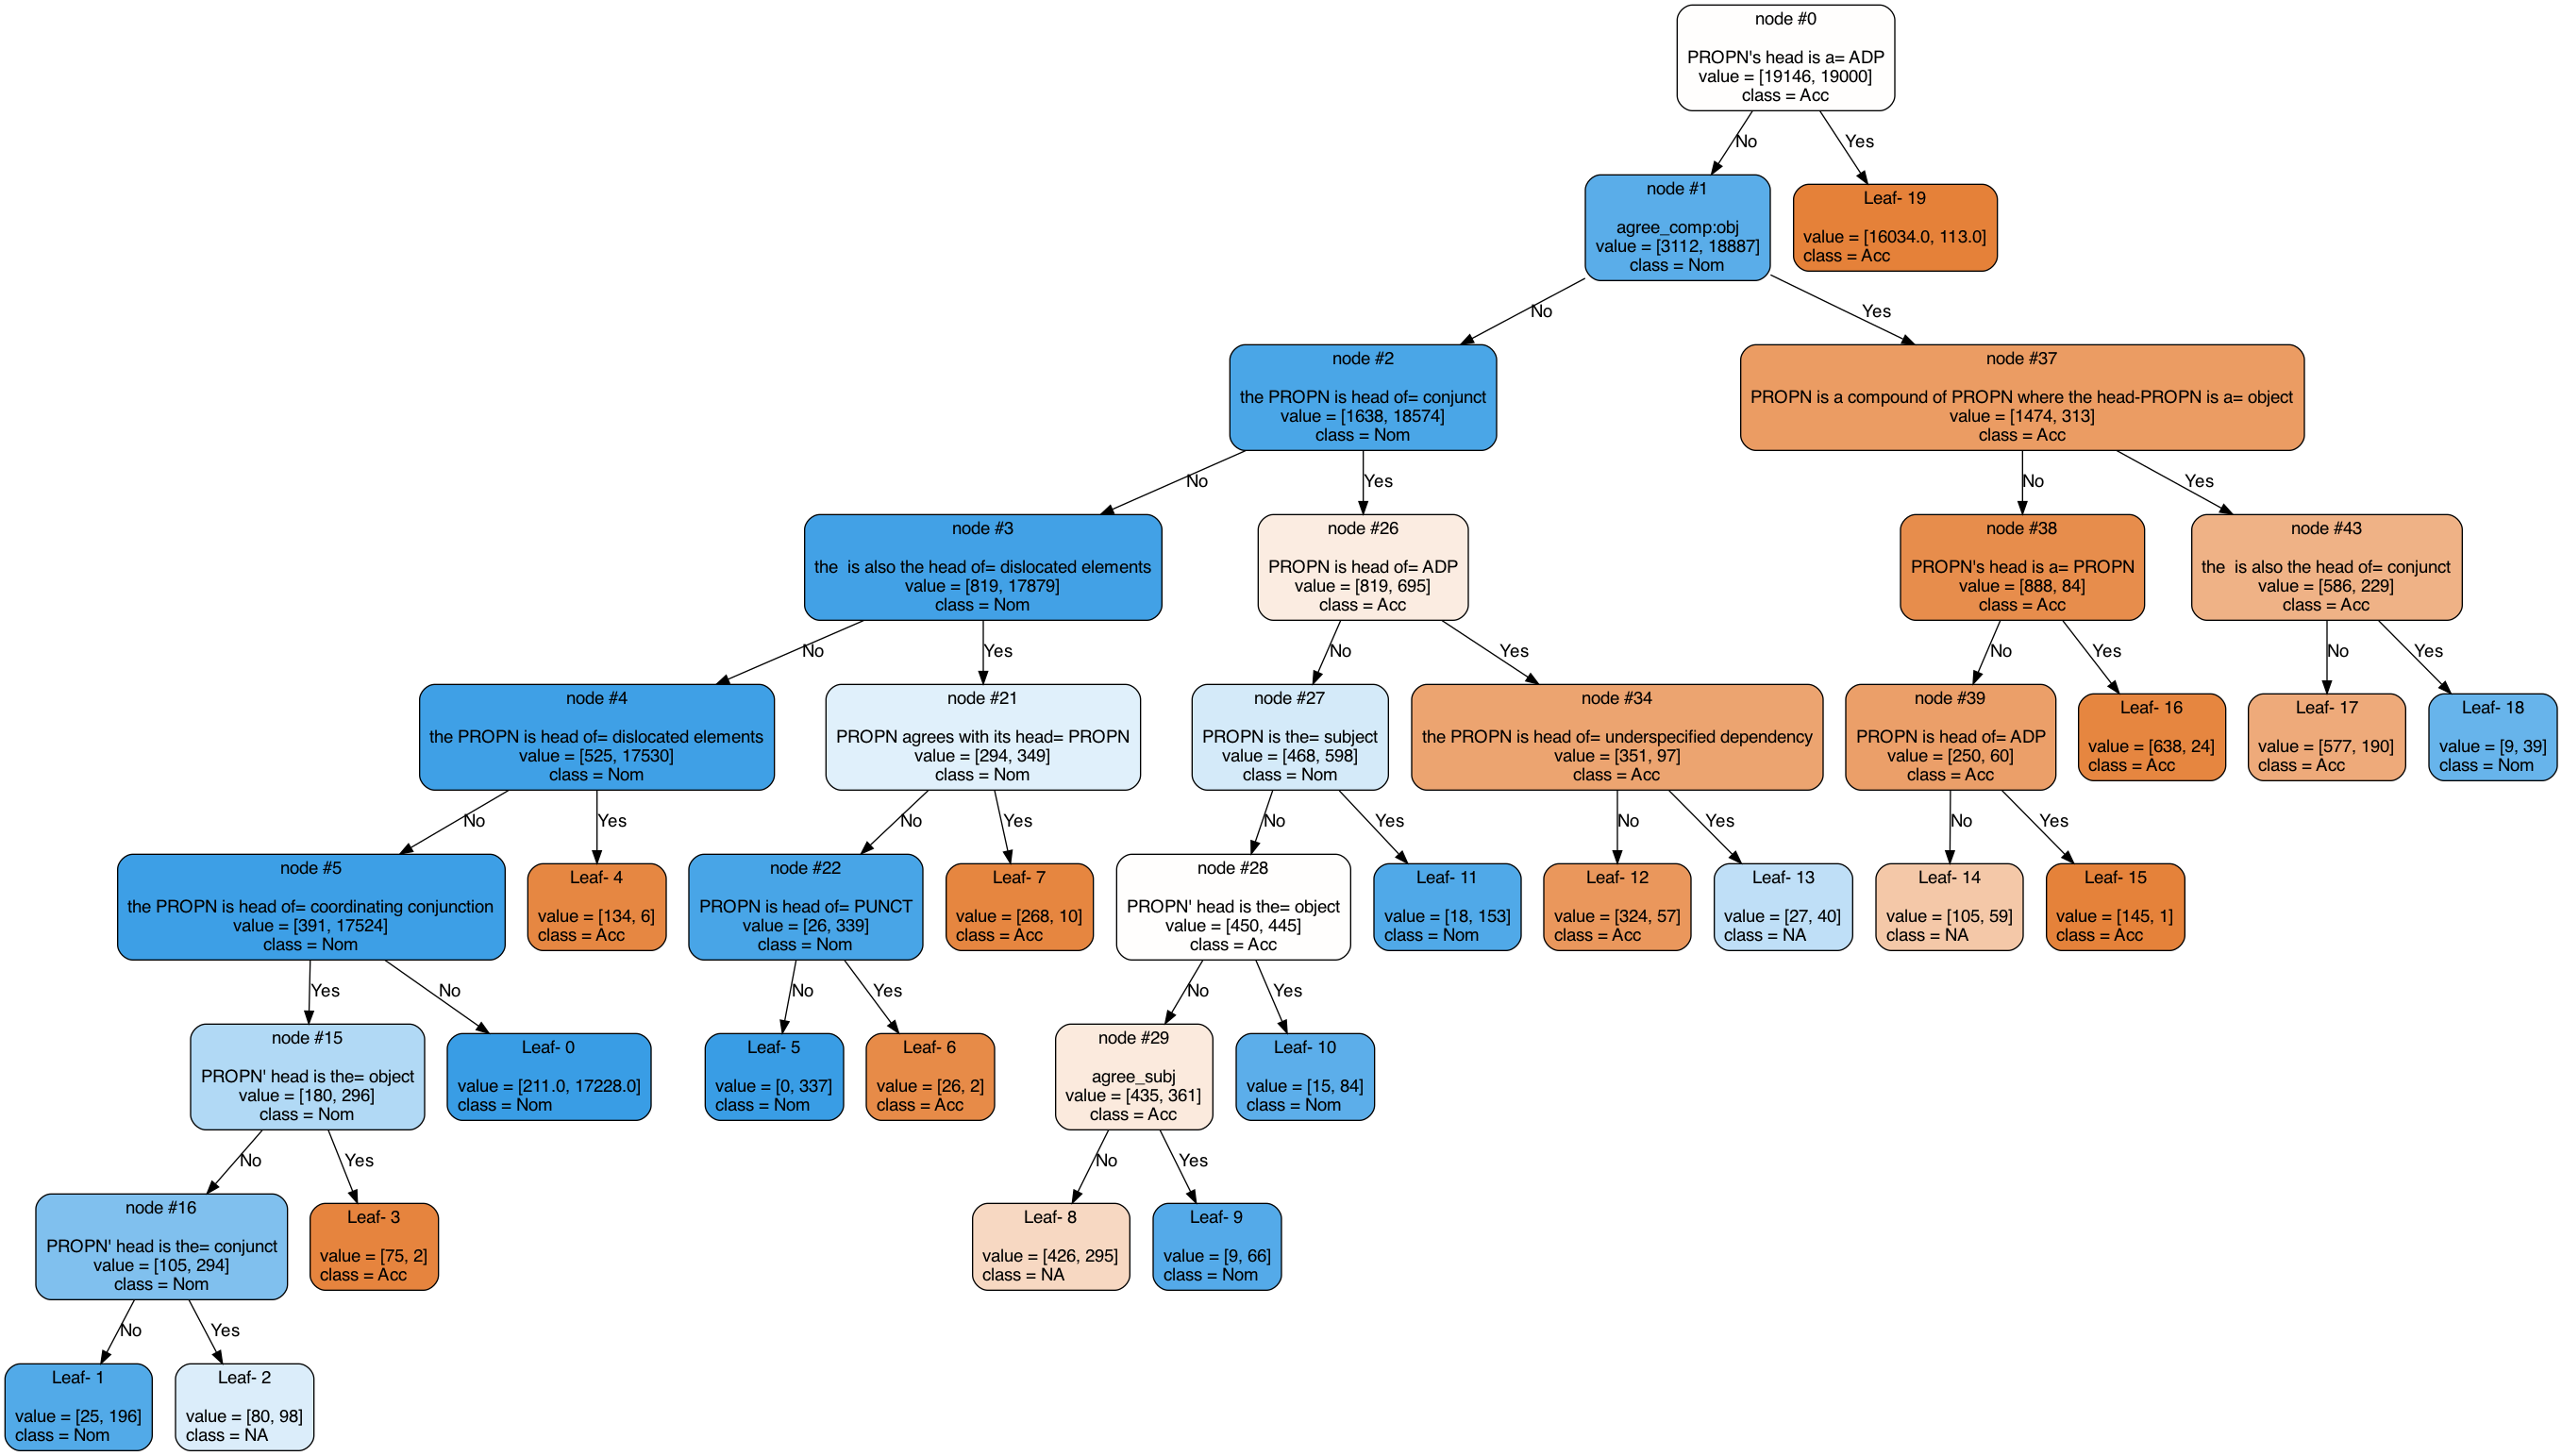 node #0
PROPN's head is a= ADP
value = [19146, 19000]
class = Acc
No
Yes
node #1
agree_comp:obj
value = [3112, 18887]
class = Nom
Leaf- 19
value = [16034.0, 113.0]
class = Acc
No
Yes
node #2
the PROPN is head of= conjunct
value = [1638, 18574]
class = Nom
node #37
PROPN is a compound of PROPN where the head-PROPN is a= object
value = [1474, 313]
class = Acc
No
Yes
No
Yes
node #3
the  is also the head of= dislocated elements
value = [819, 17879]
class = Nom
node #26
PROPN is head of= ADP
value = [819, 695]
class = Acc
node #38
PROPN's head is a= PROPN
value = [888, 84]
class = Acc
node #43
the  is also the head of= conjunct
value = [586, 229]
class = Acc
No
Yes
No
Yes
No
Yes
No
Yes
node #4
the PROPN is head of= dislocated elements
value = [525, 17530]
class = Nom
node #21
PROPN agrees with its head= PROPN
value = [294, 349]
class = Nom
node #27
PROPN is the= subject
value = [468, 598]
class = Nom
node #34
the PROPN is head of= underspecified dependency
value = [351, 97]
class = Acc
node #39
PROPN is head of= ADP
value = [250, 60]
class = Acc
Leaf- 16
value = [638, 24]
class = Acc
Leaf- 17
value = [577, 190]
class = Acc
Leaf- 18
value = [9, 39]
class = Nom
No
Yes
No
Yes
No
Yes
No
Yes
No
Yes
node #5
the PROPN is head of= coordinating conjunction
value = [391, 17524]
class = Nom
Leaf- 4
value = [134, 6]
class = Acc
node #22
PROPN is head of= PUNCT
value = [26, 339]
class = Nom
Leaf- 7
value = [268, 10]
class = Acc
node #28
PROPN' head is the= object
value = [450, 445]
class = Acc
Leaf- 11
value = [18, 153]
class = Nom
Leaf- 12
value = [324, 57]
class = Acc
Leaf- 13
value = [27, 40]
class = NA
Leaf- 14
value = [105, 59]
class = NA
Leaf- 15
value = [145, 1]
class = Acc
Yes
No
No
Yes
No
Yes
node #15
PROPN' head is the= object
value = [180, 296]
class = Nom
Leaf- 0
value = [211.0, 17228.0]
class = Nom
Leaf- 5
value = [0, 337]
class = Nom
Leaf- 6
value = [26, 2]
class = Acc
node #29
agree_subj
value = [435, 361]
class = Acc
Leaf- 10
value = [15, 84]
class = Nom
No
Yes
No
Yes
node #16
PROPN' head is the= conjunct
value = [105, 294]
class = Nom
Leaf- 3
value = [75, 2]
class = Acc
Leaf- 8
value = [426, 295]
class = NA
Leaf- 9
value = [9, 66]
class = Nom
No
Yes
Leaf- 1
value = [25, 196]
class = Nom
Leaf- 2
value = [80, 98]
class = NA